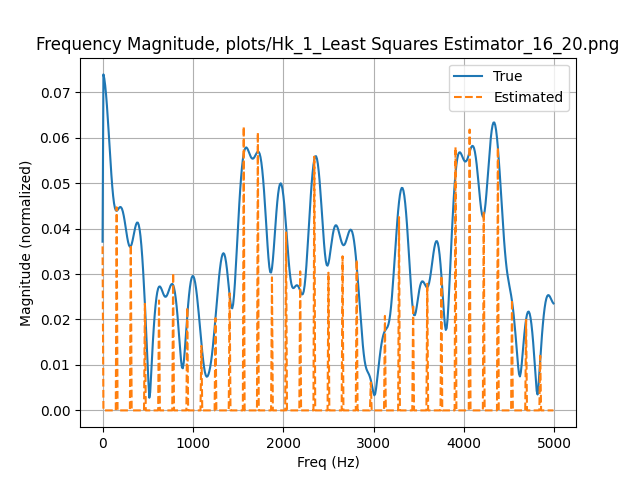 Frequency Magnitude, plots/Hk_1_Least Squares Estimator_16_20.png
True
Estimated
0.07
0.06
0.05
0.04
0.03
0.02
0.01
0.00
Magnitude (normalized)
0 1000 2000 3000 4000 5000
Freq (Hz)